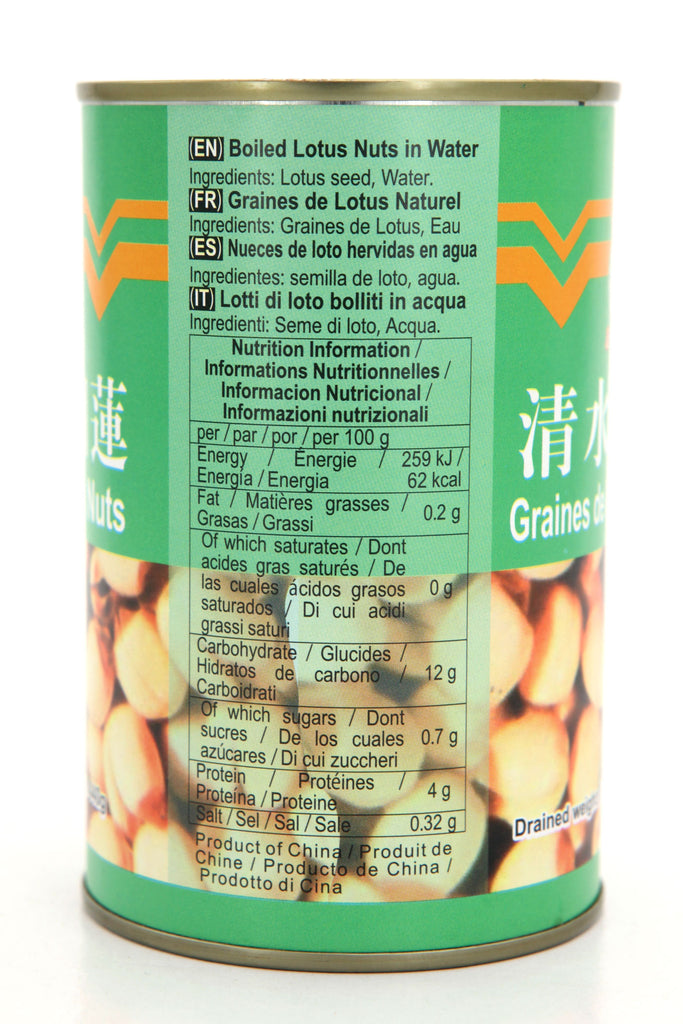 (EN) Boiled Lotus Nuts in Water
Ingredients: Lotus seed, Water.
(FR) Graines de Lotus Naturel
Ingredients: Graines de Lotus, Eau
(ES) Nueces de loto hervidas en agua
Ingredientes: semilla de loto, agua.
(IT) Lotti di loto bolliti in acqua
Ingredienti: Seme di loto, Acqua.
Nutrition Information /
Informations Nutritionnelles /
Informacion Nutricional /
Informazioni nutrizionali
per / par / por / per 100 g
Energy / Énergie / 259 kJ /
Energía / Energia 62 kcal
Fat / Matières grasses /
Grasas / Grassi 0.2 g
Of which saturates / Dont
acides gras saturés / De
las cuales ácidos grasos 0 g
saturados / Di cui acidi
grassi saturi
Carbohydrate / Glucides /
Hidratos de carbono / 12 g
Carboidrati
Of which sugars / Dont
sucres / De los cuales 0.7 g
azúcares / Di cui zuccheri
Protein / Protéines /
Proteína / Proteine 4 g
Salt / Sel / Sal / Sale 0.32 g
Product of China / Produit de
Chine / Producto de China /
Prodotto di Cina
蓮
Nuts
清水
Graines de
Drained weight